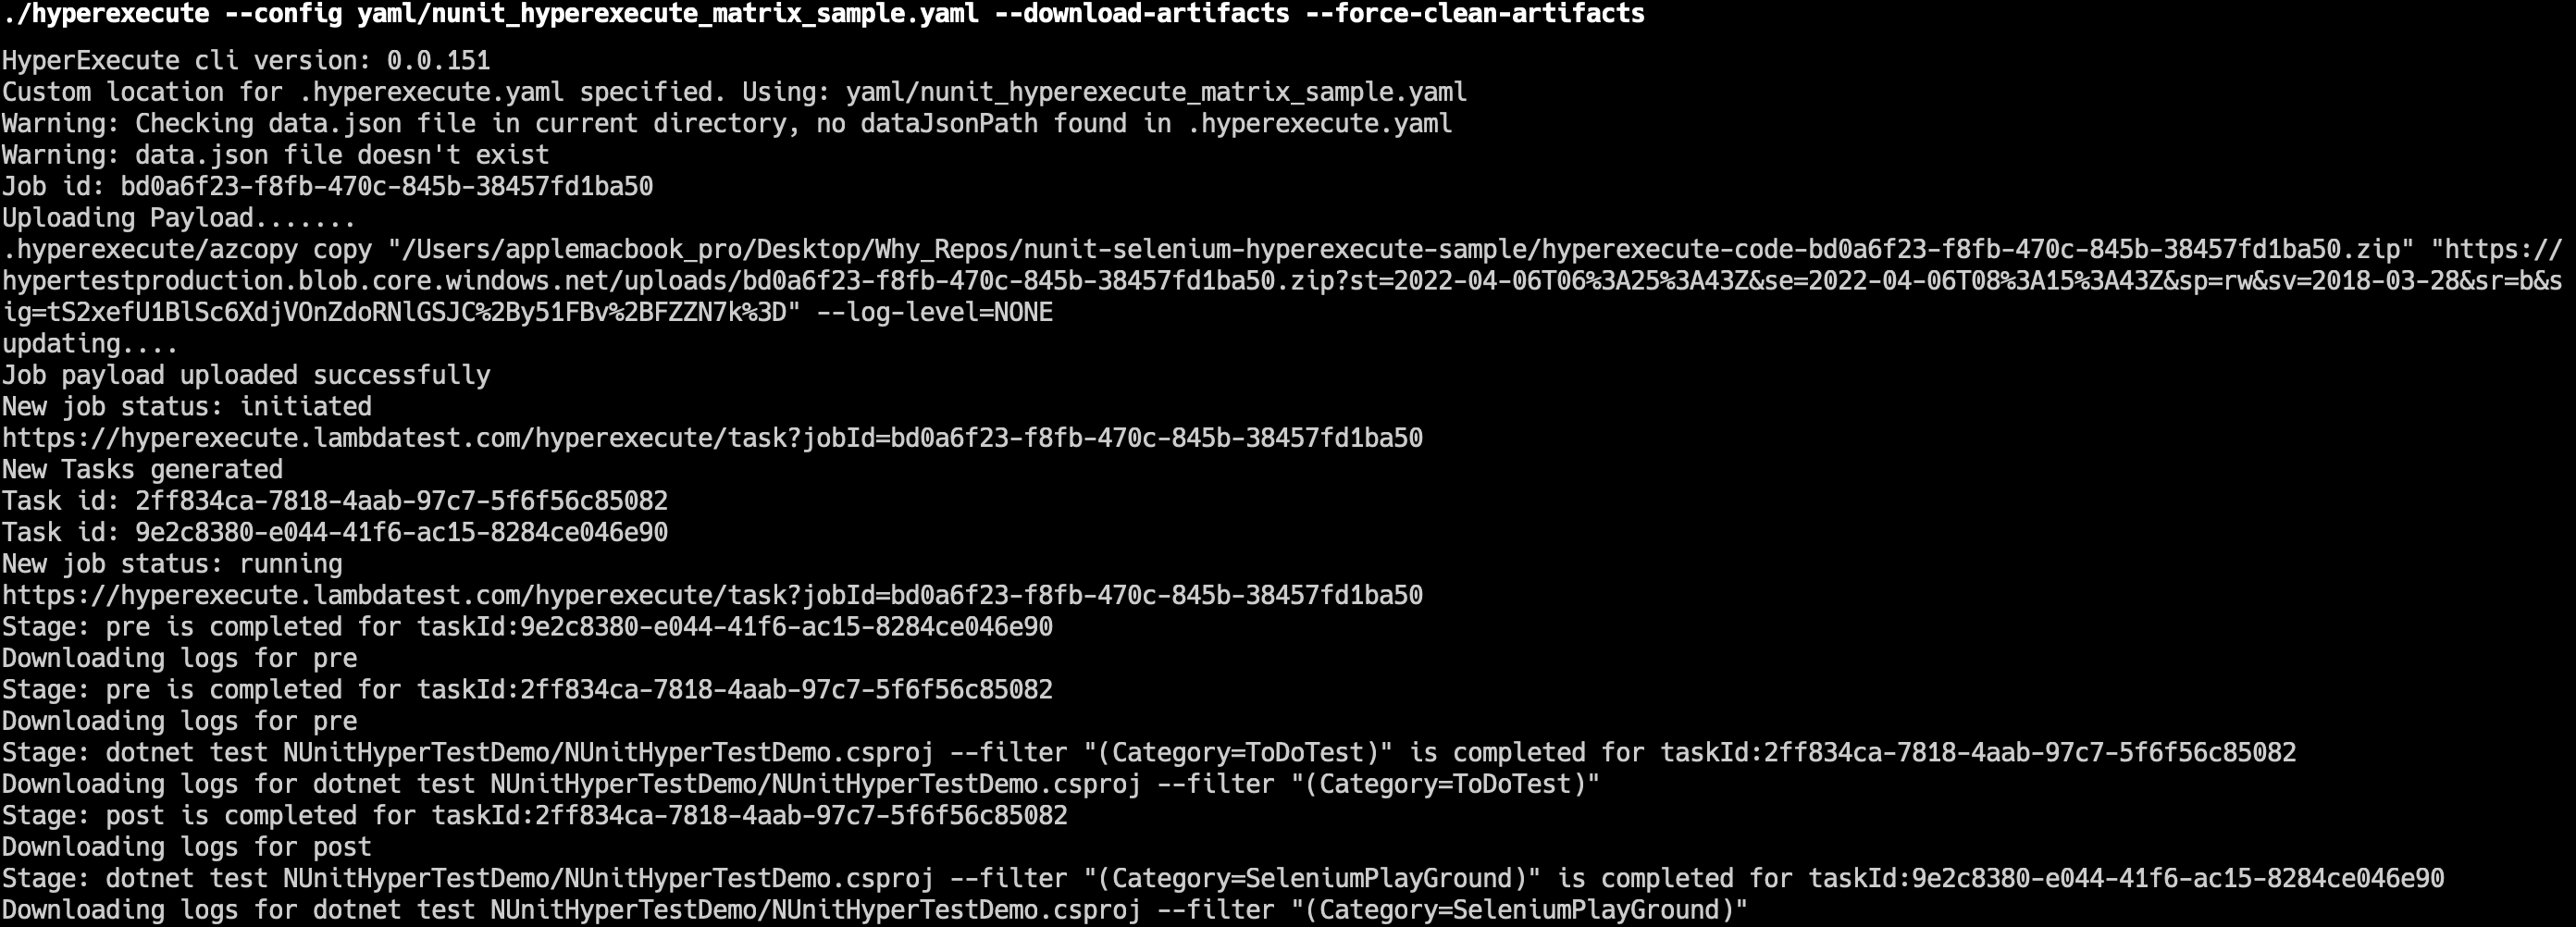 ./hyperexecute --config yaml/nunit_hyperexecute_matrix_sample.yaml --download-artifacts --force-clean-artifacts
HyperExecute cli version: 0.0.151
Custom location for .hyperexecute.yaml specified. Using: yaml/nunit_hyperexecute_matrix_sample.yaml
Warning: Checking data.json file in current directory, no dataJsonPath found in .hyperexecute.yaml
Warning: data.json file doesn't exist
Job id: bd0a6f23-f8fb-470c-845b-38457fd1ba50
Uploading Payload.......
.hyperexecute/azcopy copy "/Users/applemacbook_pro/Desktop/Why_Repos/nunit-selenium-hyperexecute-sample/hyperexecute-code-bd0a6f23-f8fb-470c-845b-38457fd1ba50.zip" "https://
hypertestproduction.blob.core.windows.net/uploads/bd0a6f23-f8fb-470c-845b-38457fd1ba50.zip?st=2022-04-06T06%3A25%3A43Z&se=2022-04-06T08%3A15%3A43Z&sp=rw&sv=2018-03-28&sr=b&s
ig=tS2xefU1BlSc6XdjVOnZdoRNlGSJC%2By51FBv%2BFZZN7k%3D" --log-level=NONE
updating....
Job payload uploaded successfully
New job status: initiated
https://hyperexecute.lambdatest.com/hyperexecute/task?jobId=bd0a6f23-f8fb-470c-845b-38457fd1ba50
New Tasks generated
Task id: 2ff834ca-7818-4aab-97c7-5f6f56c85082
Task id: 9e2c8380-e044-41f6-ac15-8284ce046e90
New job status: running
https://hyperexecute.lambdatest.com/hyperexecute/task?jobId=bd0a6f23-f8fb-470c-845b-38457fd1ba50
Stage: pre is completed for taskId:9e2c8380-e044-41f6-ac15-8284ce046e90
Downloading logs for pre
Stage: pre is completed for taskId:2ff834ca-7818-4aab-97c7-5f6f56c85082
Downloading logs for pre
Stage: dotnet test NUnitHyperTestDemo/NUnitHyperTestDemo.csproj --filter "(Category=ToDoTest)" is completed for taskId:2ff834ca-7818-4aab-97c7-5f6f56c85082
Downloading logs for dotnet test NUnitHyperTestDemo/NUnitHyperTestDemo.csproj --filter "(Category=ToDoTest)"
Stage: post is completed for taskId:2ff834ca-7818-4aab-97c7-5f6f56c85082
Downloading logs for post
Stage: dotnet test NUnitHyperTestDemo/NUnitHyperTestDemo.csproj --filter "(Category=SeleniumPlayGround)" is completed for taskId:9e2c8380-e044-41f6-ac15-8284ce046e90
Downloading logs for dotnet test NUnitHyperTestDemo/NUnitHyperTestDemo.csproj --filter "(Category=SeleniumPlayGround)"